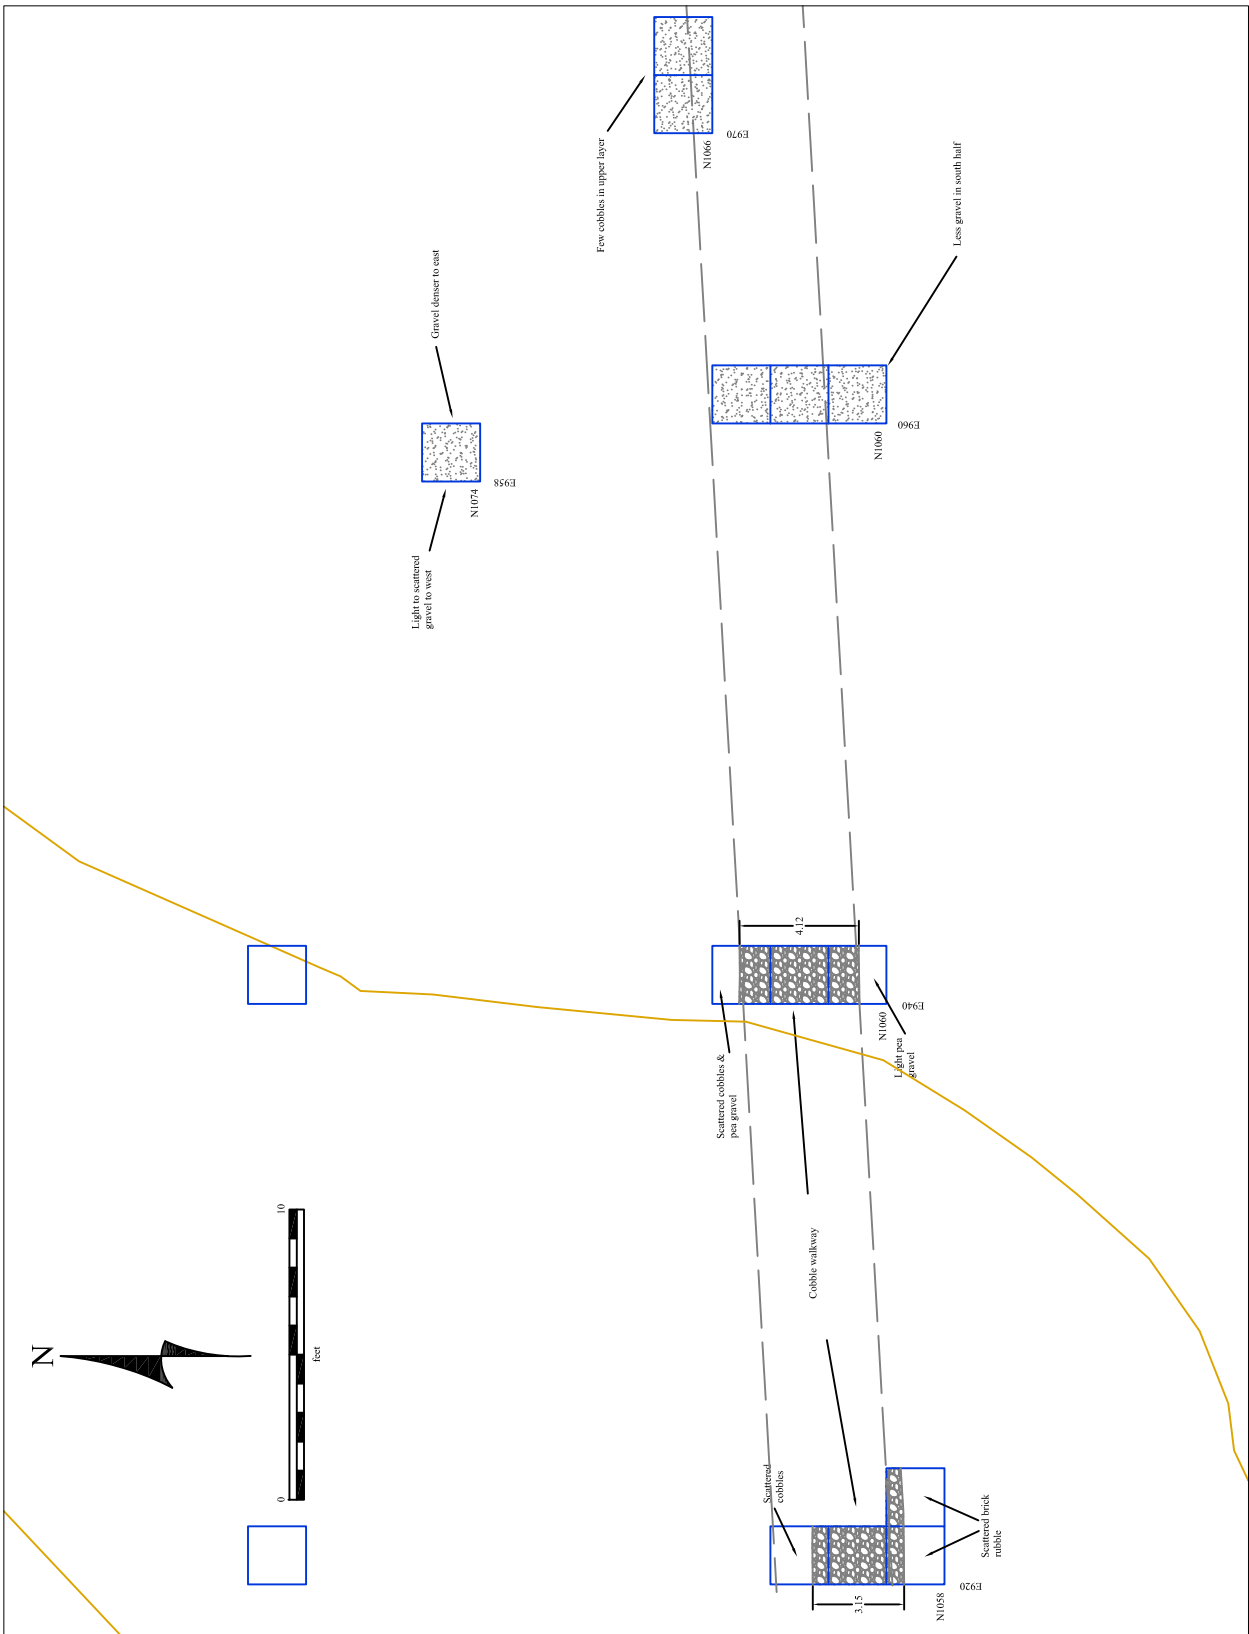 Few cobbles in upper layer
N1066
E970
Gravel denser to east
Less gravel in south half
N1074
E958
Light to scattered
gravel to west
N1060
E960
4.12
Scattered cobbles &
pea gravel
N1060
E940
Light pea
gravel
Cobble walkway
N
0
10
feet
Scattered
cobbles
3.15
Scattered brick
rubble
N1058
E920